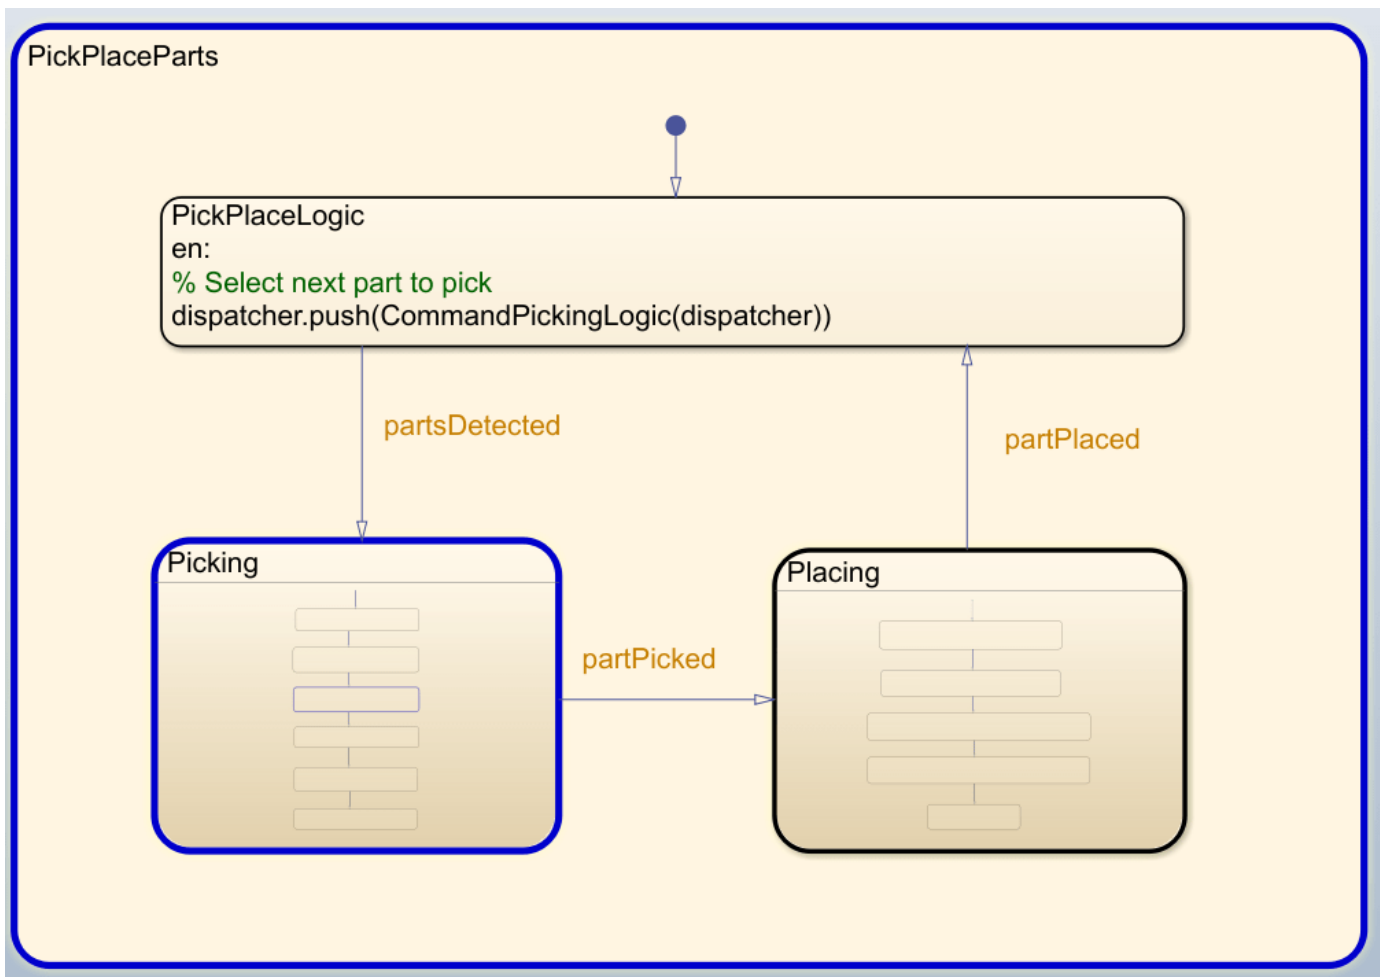 PickPlaceParts
PickPlaceLogic
en:
% Select next part to pick
dispatcher.push(CommandPickingLogic(dispatcher))
partsDetected
partPlaced
Picking
Placing
partPicked